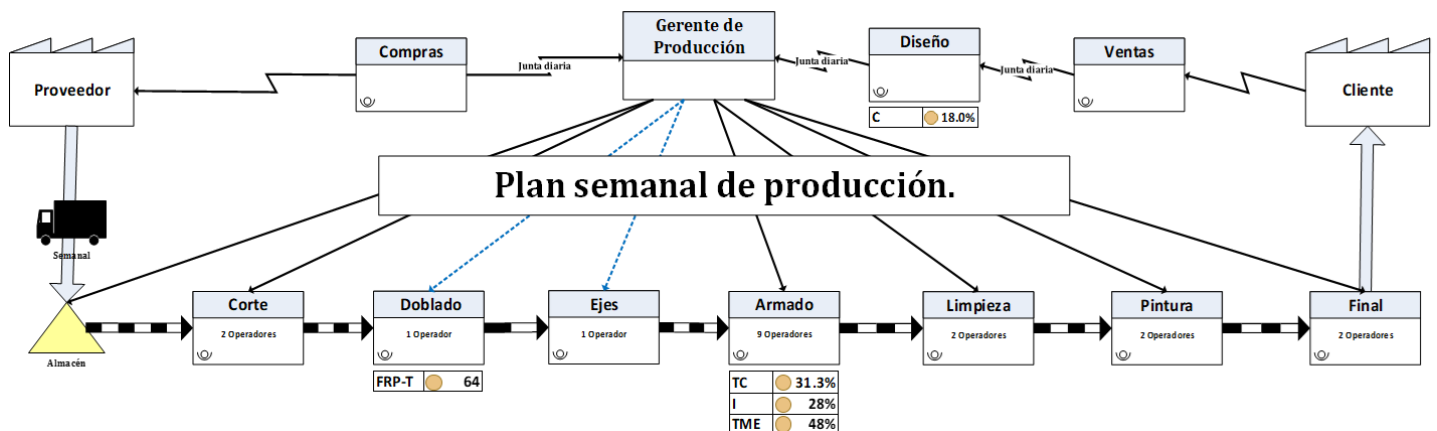 Gerente de
Producción
Compras
Diseño
Ventas
Proveedor
Junta diaria
Junta diaria
Junta diaria
Cliente
C 18.0%
Plan semanal de producción.
Semanal
Almacén
Corte
2 Operadores
Doblado
1 Operador
Ejes
1 Operador
Armado
9 Operadores
Limpieza
2 Operadores
Pintura
2 Operadores
Final
2 Operadores
FRP-T 64
TC 31.3%
I 28%
TME 48%